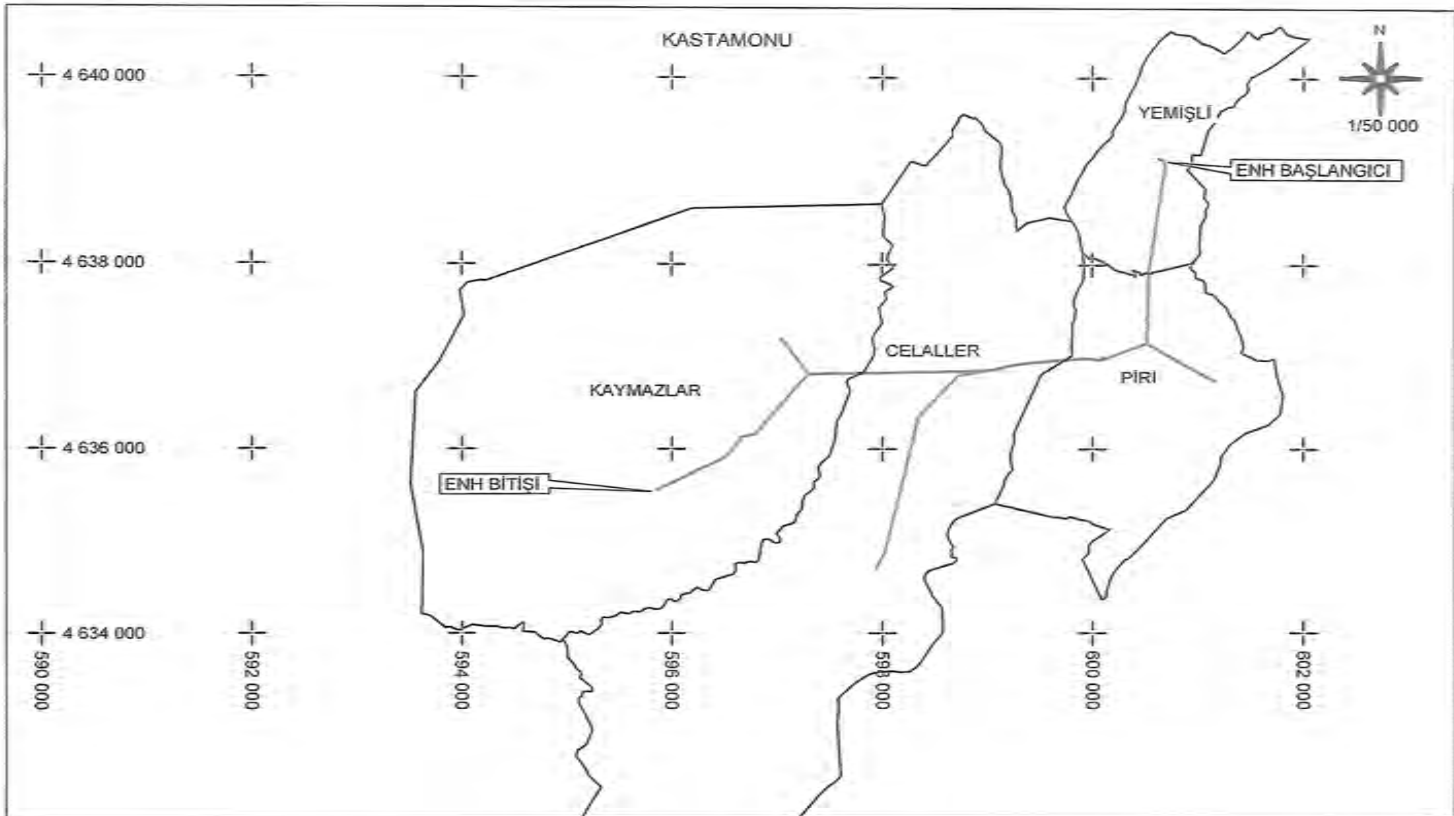 KASTAMONU
N
4 640 000
1/50 000
YEMİŞLİ
ENH BAŞLANGICI
4 638 000
CELALLER
KAYMAZLAR
PİRİ
4 636 000
ENH BİTİŞİ
4 634 000
590 000
592 000
594 000
596 000
598 000
600 000
602 000